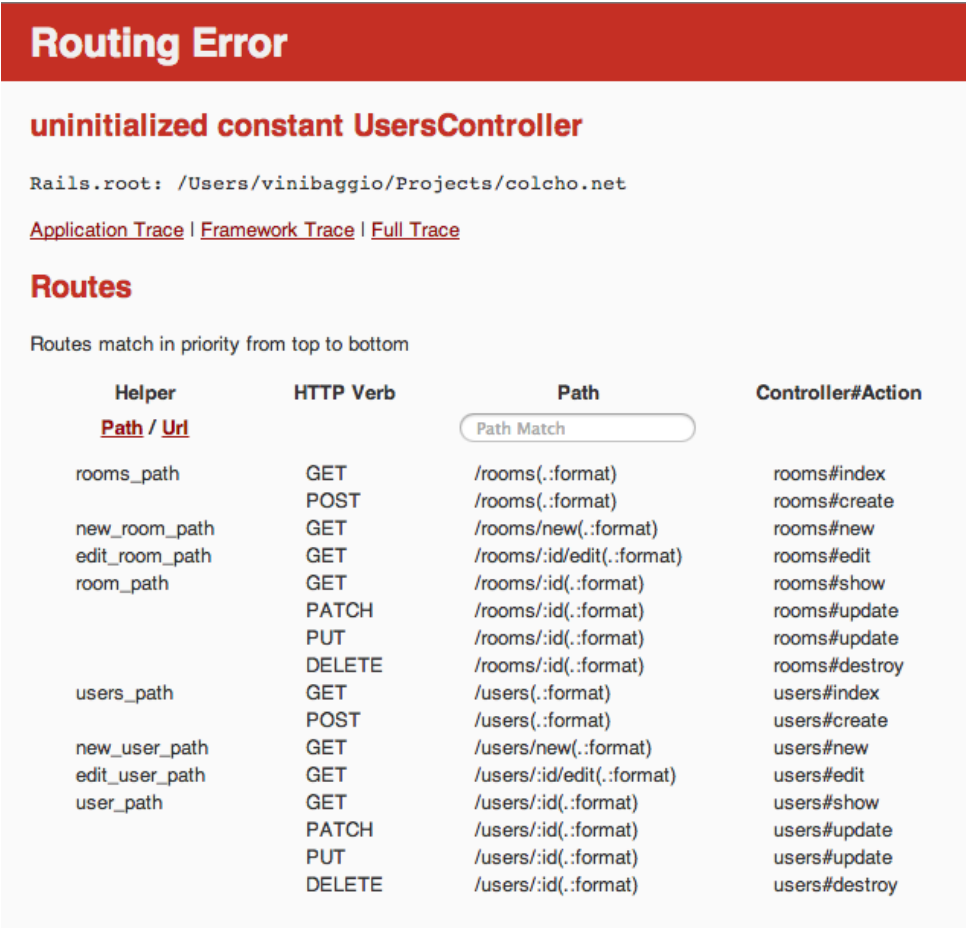 Routing Error
uninitialized constant UsersController
Rails.root: /Users/vinibaggio/Projects/colcho.net
Application Trace | Framework Trace | Full Trace
Routes
Routes match in priority from top to bottom
Helper HTTP Verb Path Controller#Action
Path / Url Path Match
rooms_path GET /rooms(.:format) rooms#index
POST /rooms(.:format) rooms#create
new_room_path GET /rooms/new(.:format) rooms#new
edit_room_path GET /rooms/:id/edit(.:format) rooms#edit
room_path GET /rooms/:id(.:format) rooms#show
PATCH /rooms/:id(.:format) rooms#update
PUT /rooms/:id(.:format) rooms#update
DELETE /rooms/:id(.:format) rooms#destroy
users_path GET /users(.:format) users#index
POST /users(.:format) users#create
new_user_path GET /users/new(.:format) users#new
edit_user_path GET /users/:id/edit(.:format) users#edit
user_path GET /users/:id(.:format) users#show
PATCH /users/:id(.:format) users#update
PUT /users/:id(.:format) users#update
DELETE /users/:id(.:format) users#destroy